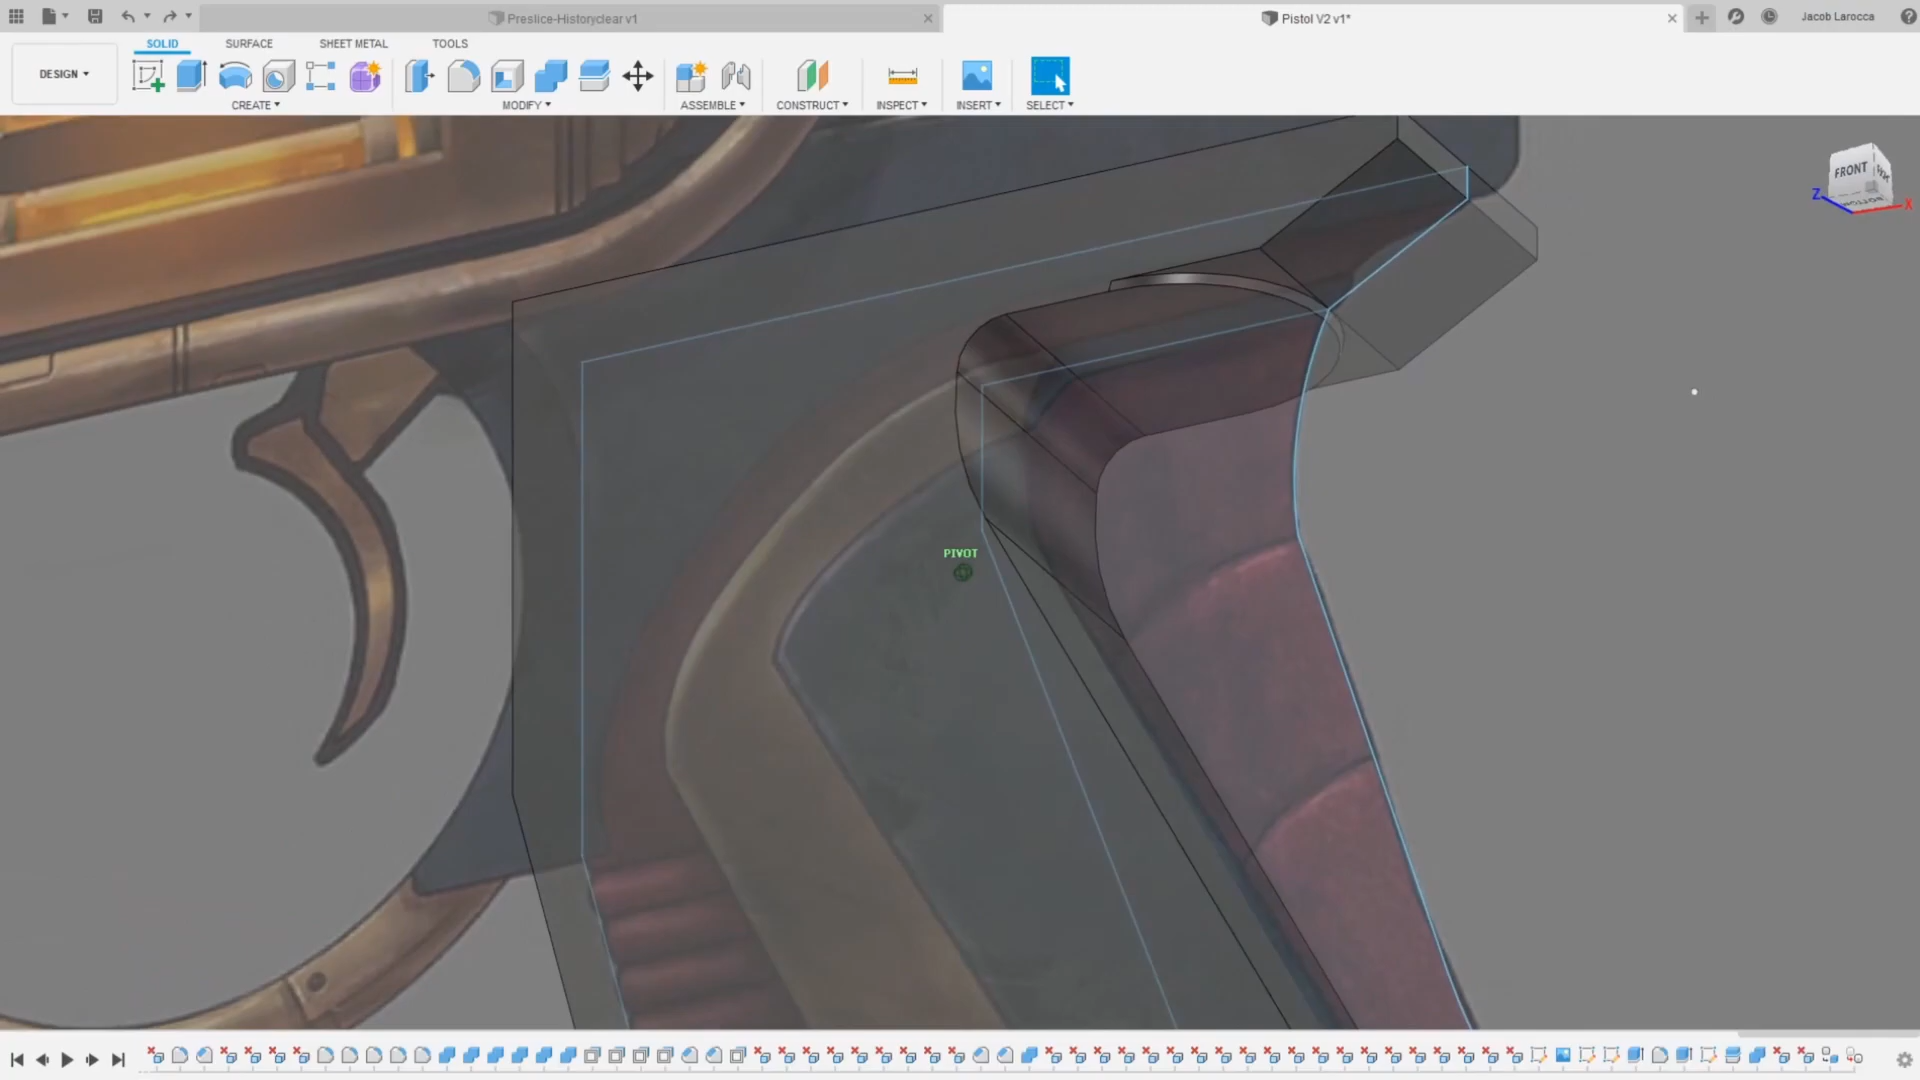 Preslice-Historyclear v1
Pistol V2 v1*
Jacob Larocca
DESIGN
SOLID
SURFACE
SHEET METAL
TOOLS
CREATE
MODIFY
ASSEMBLE
CONSTRUCT
INSPECT
INSERT
SELECT
FRONT
BOTTOM
Z
X
PIVOT